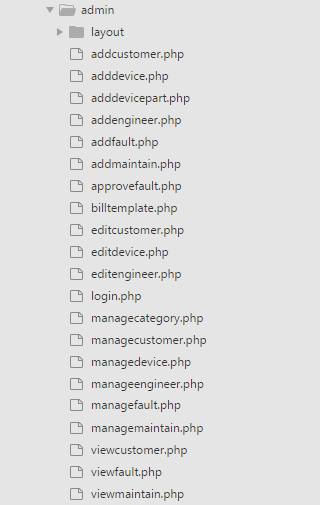 admin
layout
addcustomer.php
adddevice.php
adddevicepart.php
addengineer.php
addfault.php
addmaintain.php
approvefault.php
billtemplate.php
editcustomer.php
editdevice.php
editengineer.php
login.php
managecategory.php
managecustomer.php
managedevice.php
manageengineer.php
managefault.php
managemaintain.php
viewcustomer.php
viewfault.php
viewmaintain.php